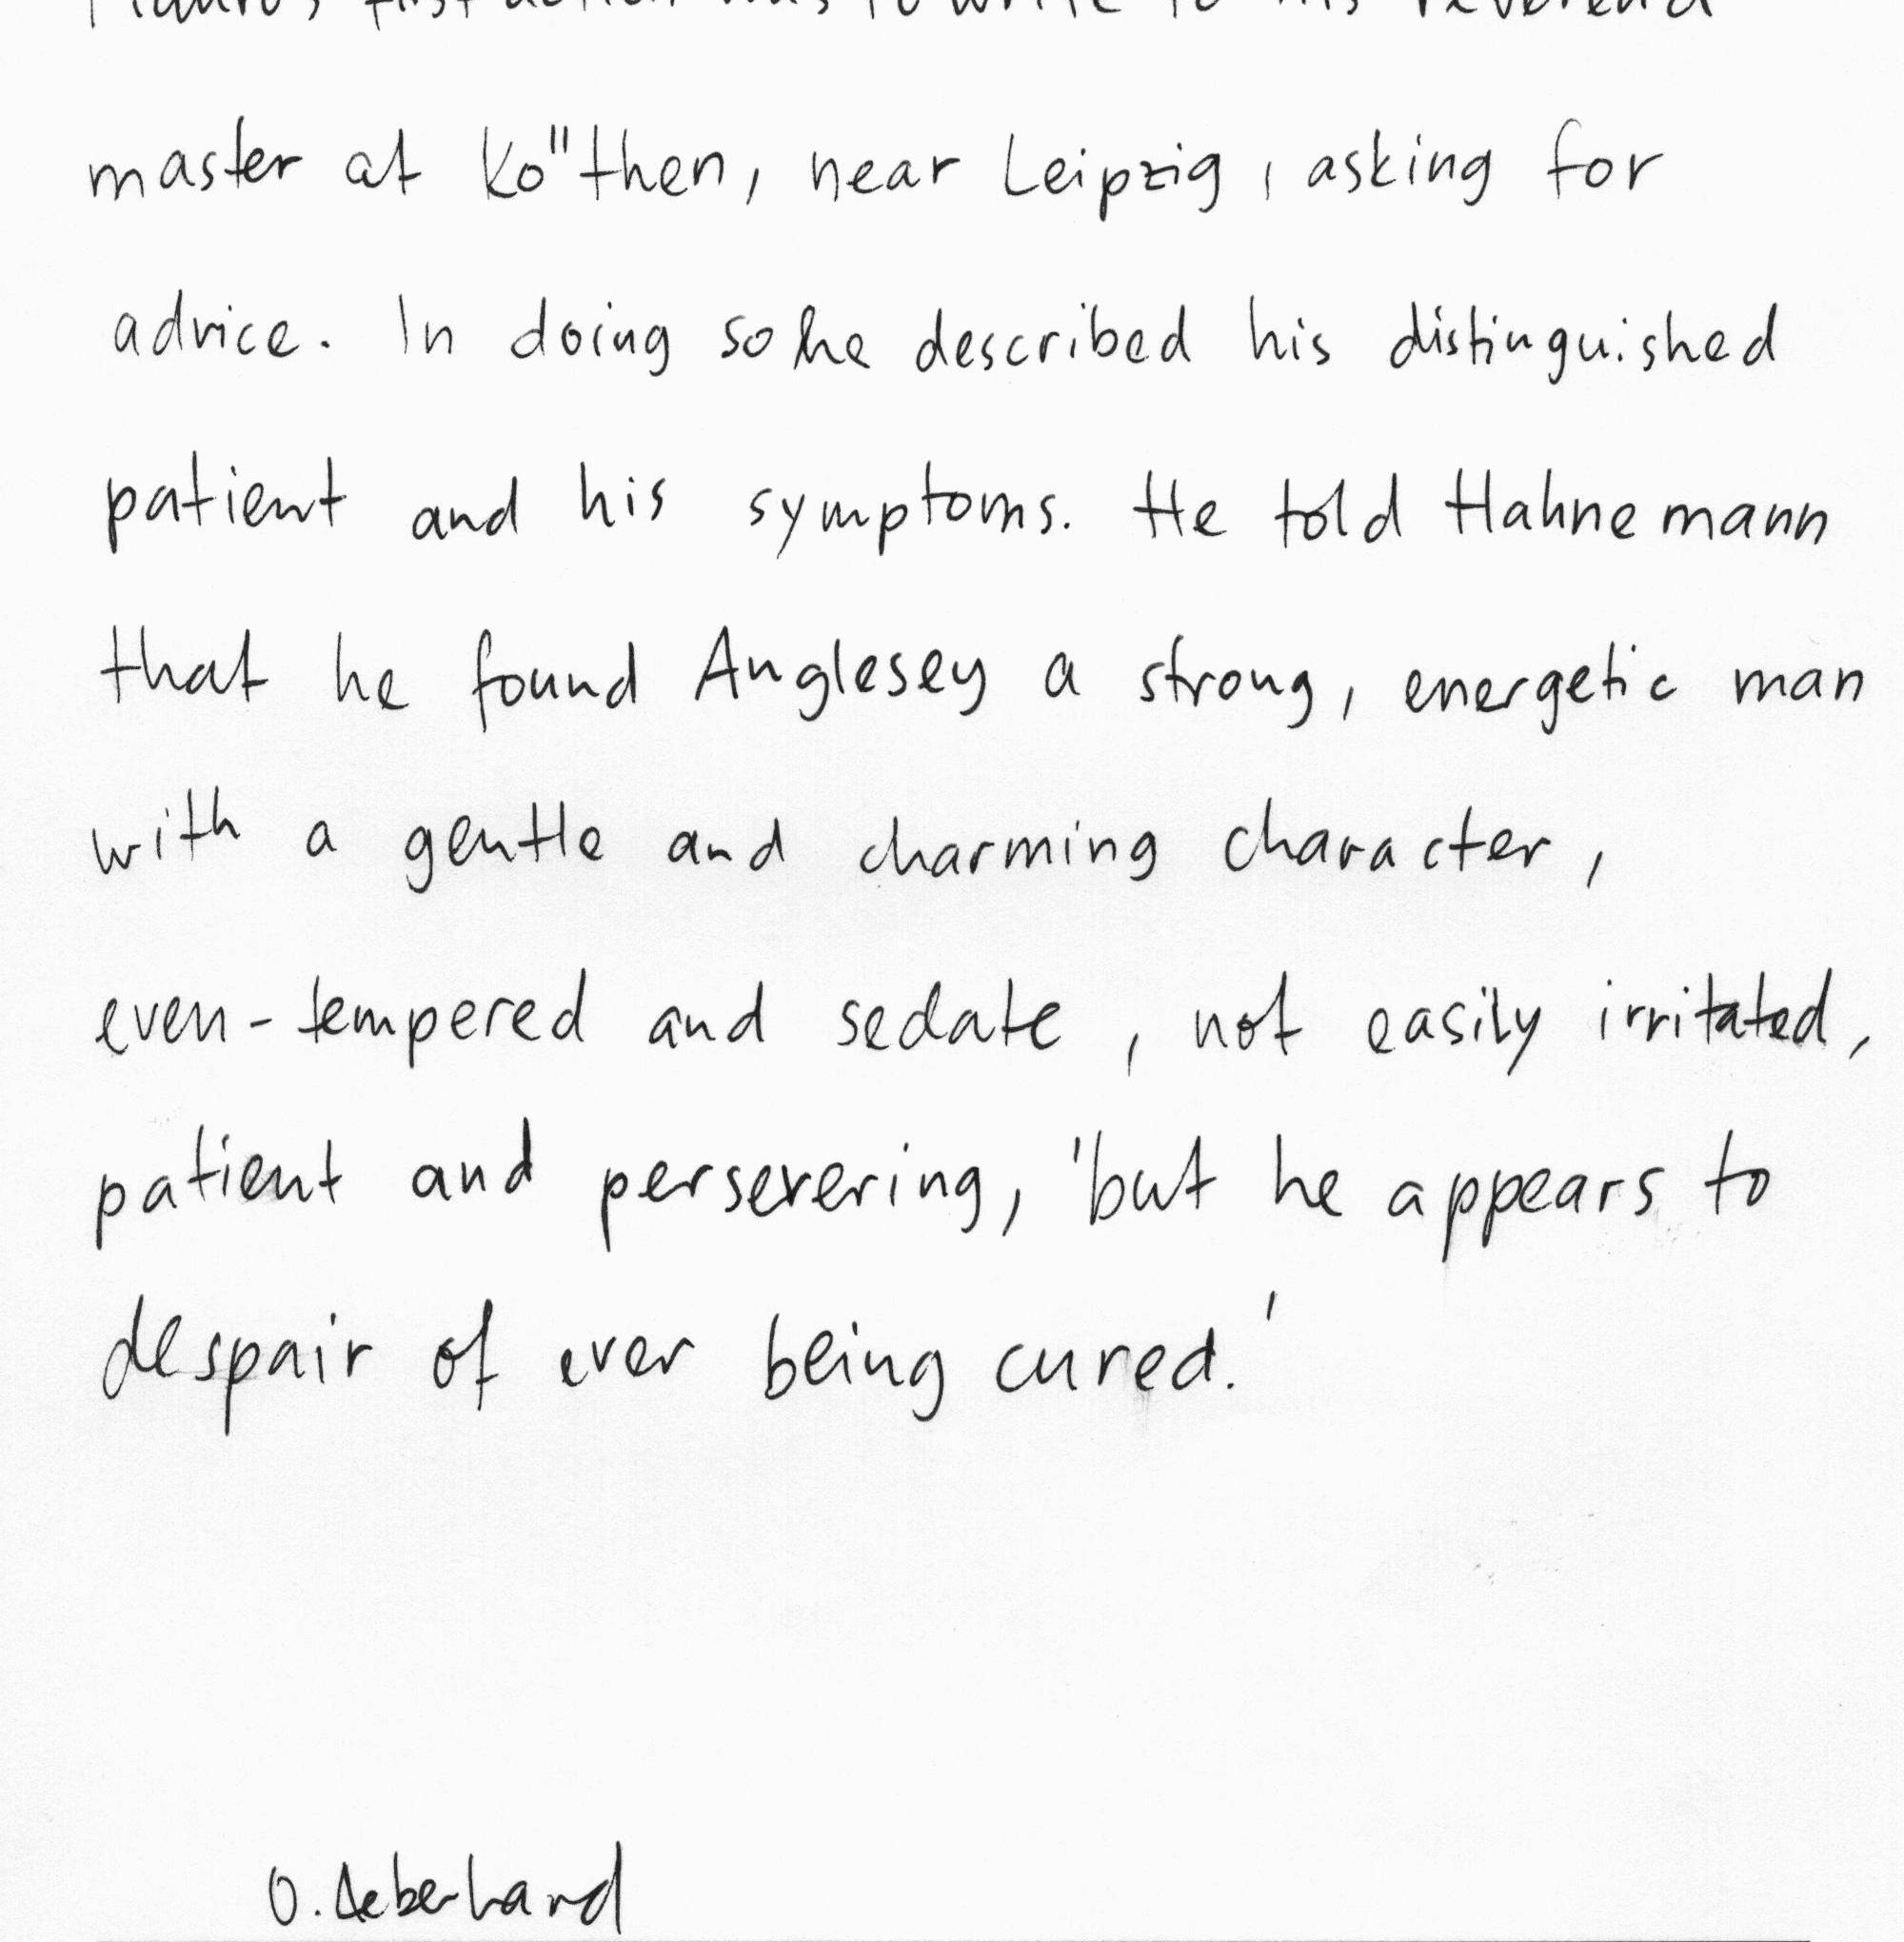 first action was to write to his reverend
master at Ko"then, near Leipzig, asking for
advice. In doing so he described his distinguished
patient and his symptoms. He told Hahnemann
that he found Anglesey a strong, energetic man
with a gentle and charming character,
even-tempered and sedate, not easily irritated,
patient and persevering, 'but he appears to
despair of ever being cured.'
O. Aeberhard